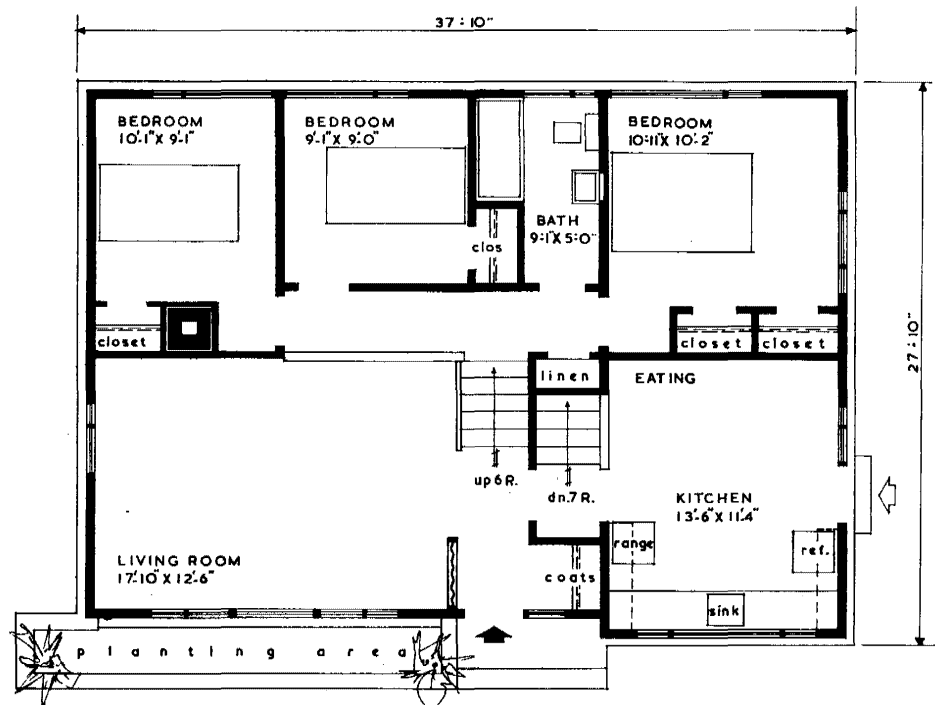 37'-10"
BEDROOM
10'-1" X 9'-1"
BEDROOM
9'-1" X 9'-0"
BEDROOM
10'-11" X 10'-2"
BATH
9'-1" X 5'-0"
clos
closet
closet
closet
linen
EATING
27'-10"
up 6 R.
dn. 7 R.
KITCHEN
13'-6" X 11'-4"
range
ref.
LIVING ROOM
17'-10" X 12'-6"
coats
sink
planting area